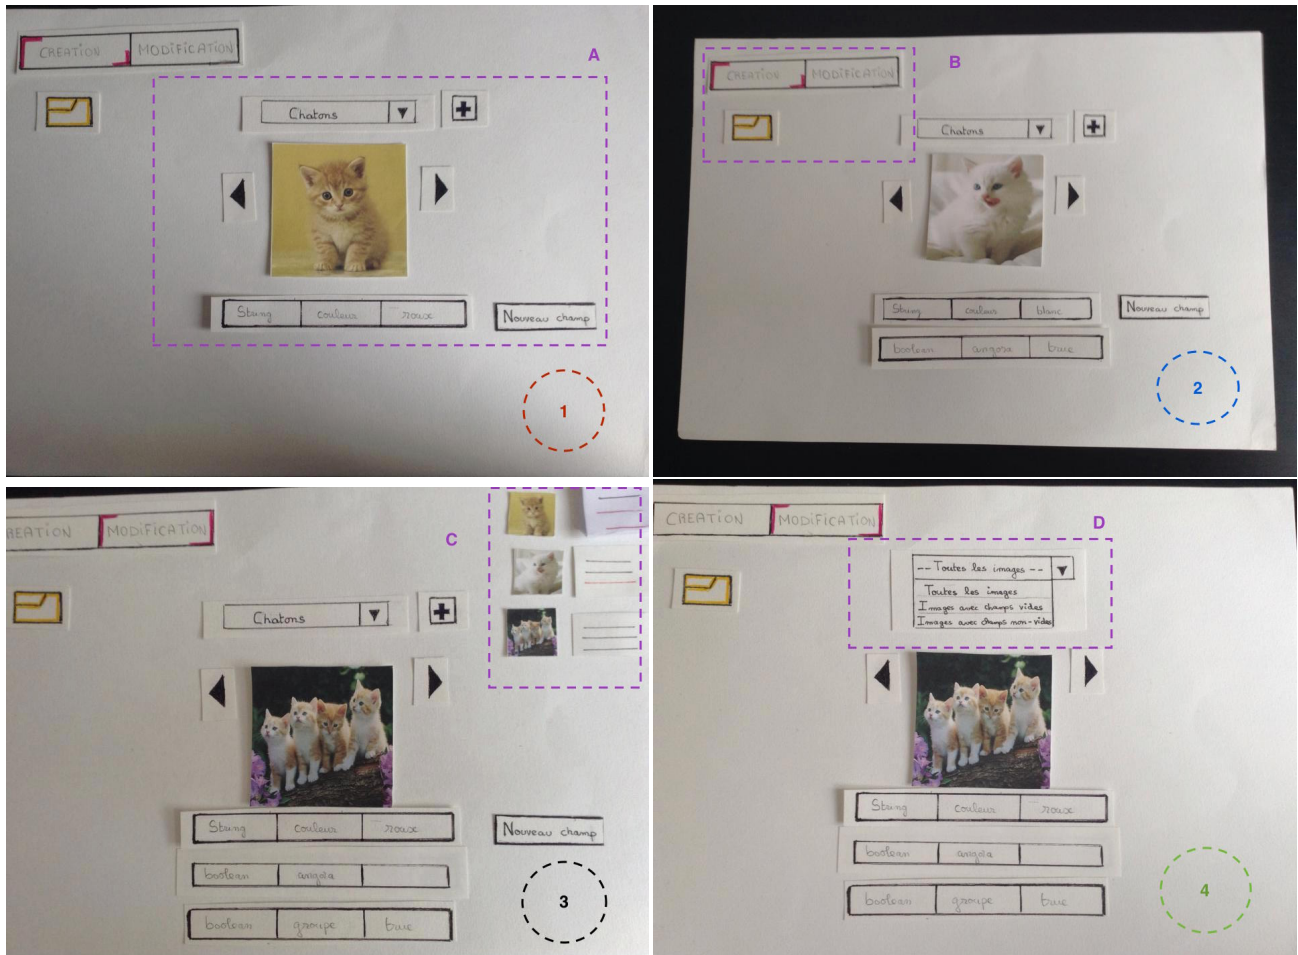 CREATION MODIFICATION
A
Chatons
String couleur roux
Nouveau champ
1
CREATION MODIFICATION
B
Chatons
String couleur blanc
Nouveau champ
boolean angora true
2
CREATION MODIFICATION
C
Chatons
String couleur roux
Nouveau champ
boolean angora
boolean groupe true
3
CREATION MODIFICATION
D
-- Toutes les images --
Toutes les images
Images avec champs vides
Images avec champs non-vides
String couleur roux
boolean angora
boolean groupe true
4